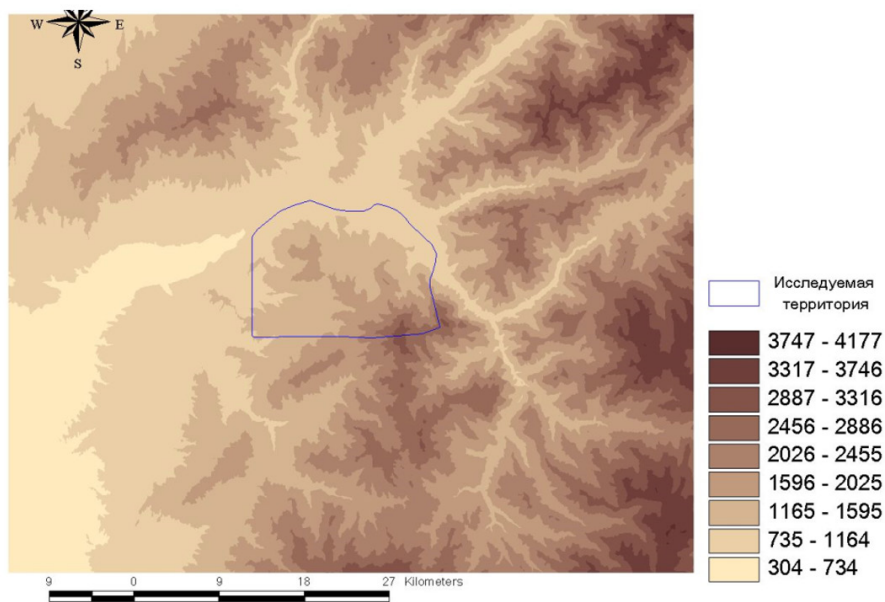 W E
S
Исследуемая
территория
3747 - 4177
3317 - 3746
2887 - 3316
2456 - 2886
2026 - 2455
1596 - 2025
1165 - 1595
735 - 1164
304 - 734
9 0 9 18 27 Kilometers